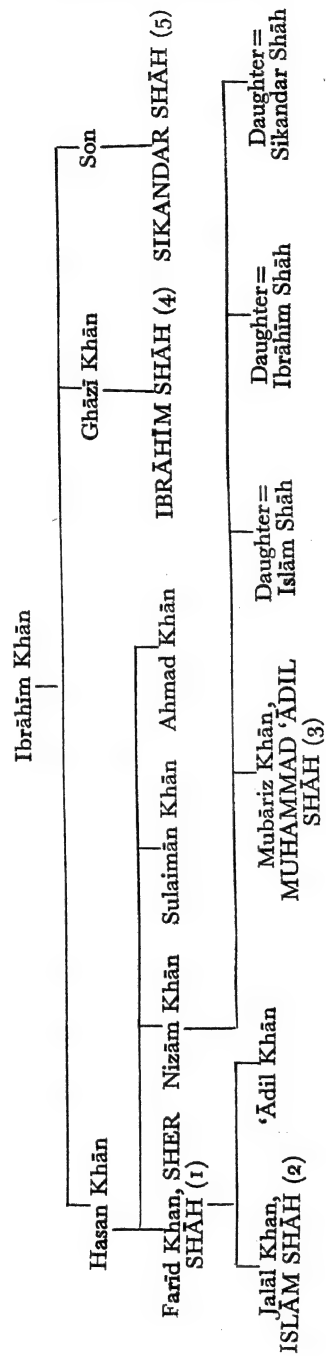 Ibrāhīm Khān
Hasan Khān
Ghāzī Khān
Son
Farīd Khan, SHER
SHĀH (1)
Nizām Khān
Sulaimān Khān
Ahmad Khān
IBRĀHĪM SHĀH (4)
SIKANDAR SHĀH (5)
Jalāl Khan,
ISLĀM SHĀH (2)
‘Ādil Khān
Mubāriz Khān,
MUHAMMAD ‘ĀDIL
SHĀH (3)
Daughter=
Islām Shāh
Daughter=
Ibrāhīm Shāh
Daughter=
Sikandar Shāh